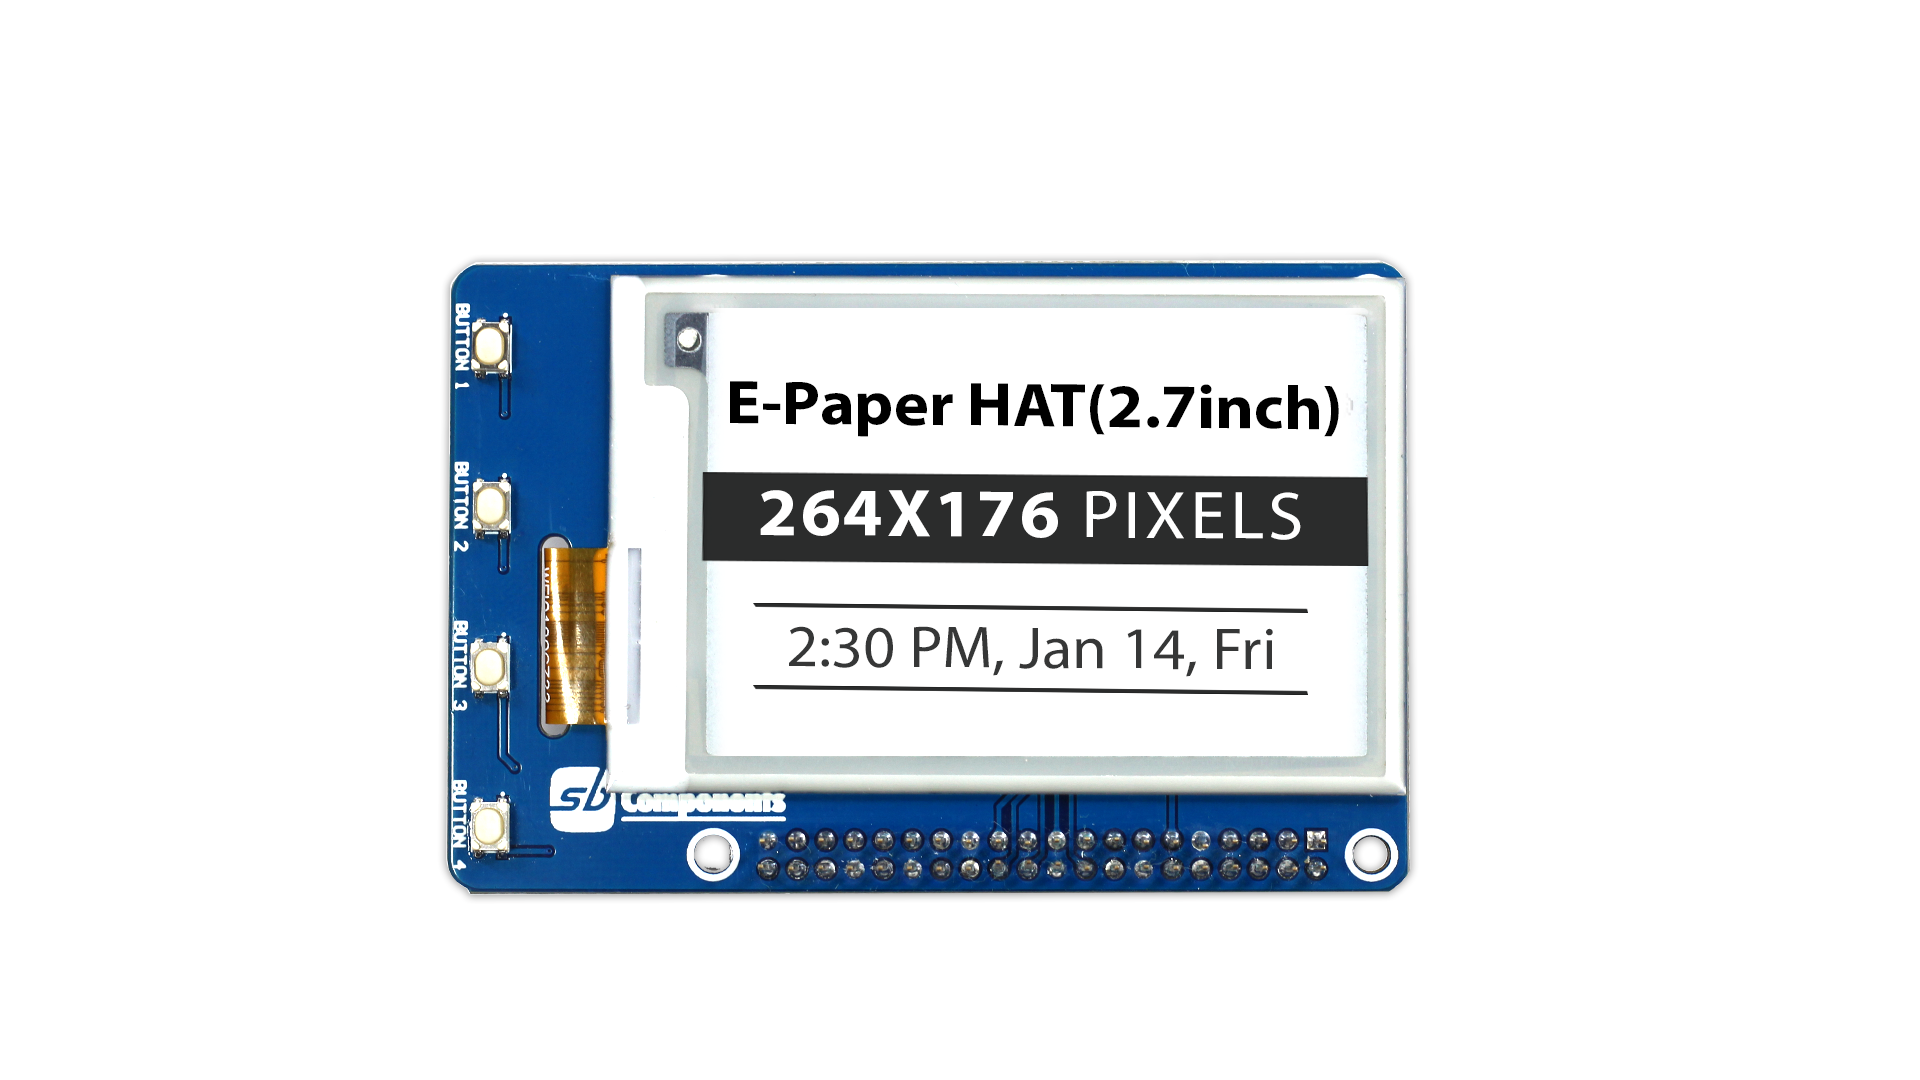 E-Paper HAT(2.7inch)
264X176 PIXELS
2:30 PM, Jan 14, Fri
BUTTON 1
BUTTON 2
BUTTON 3
BUTTON 4
sb Components